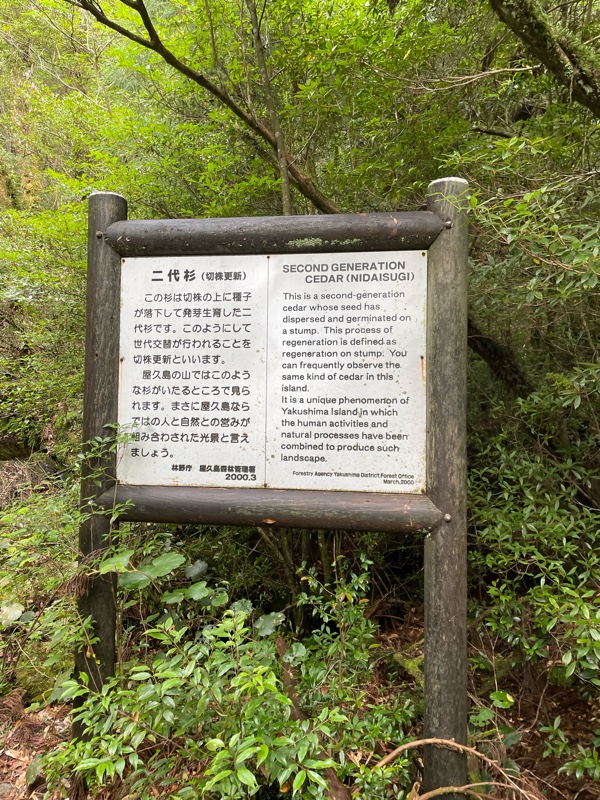 二代杉（切株更新）
この杉は切株の上に種子
が落下して発芽生育した二
代杉です。このようにして
世代交替が行われることを
切株更新といいます。
屋久島の山ではこのよう
な杉がいたるところで見ら
れます。まさに屋久島なら
ではの人と自然との営みが
組み合わされた光景と言え
ましょう。
林野庁　屋久島森林管理署
2000.3
SECOND GENERATION
CEDAR (NIDAISUGI)
This is a second-generation
cedar whose seed has
dispersed and germinated on
a stump. This process of
regeneration is defined as
regeneration on stump. You
can frequently observe the
same kind of cedar in this
island.
It is a unique phenomenon of
Yakushima Island,in which
the human activities and
natural processes have been
combined to produce such
landscape.
Forestry Agency Yakushima District Forest Office
March,2000